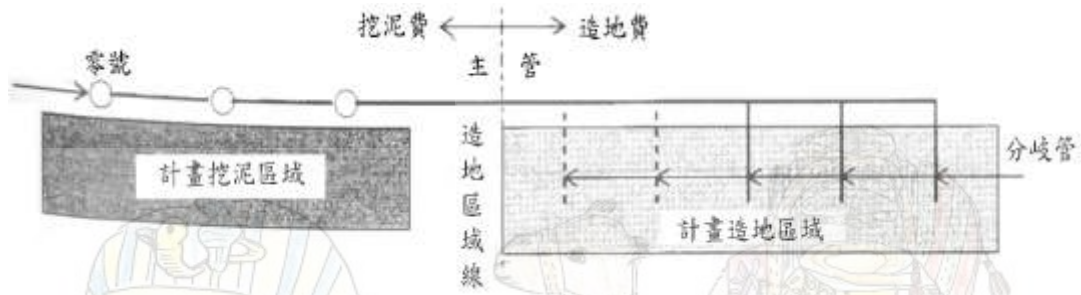 挖泥費 造地費
零號
主 管
計畫挖泥區域
造地區域線
分岐管
計畫造地區域